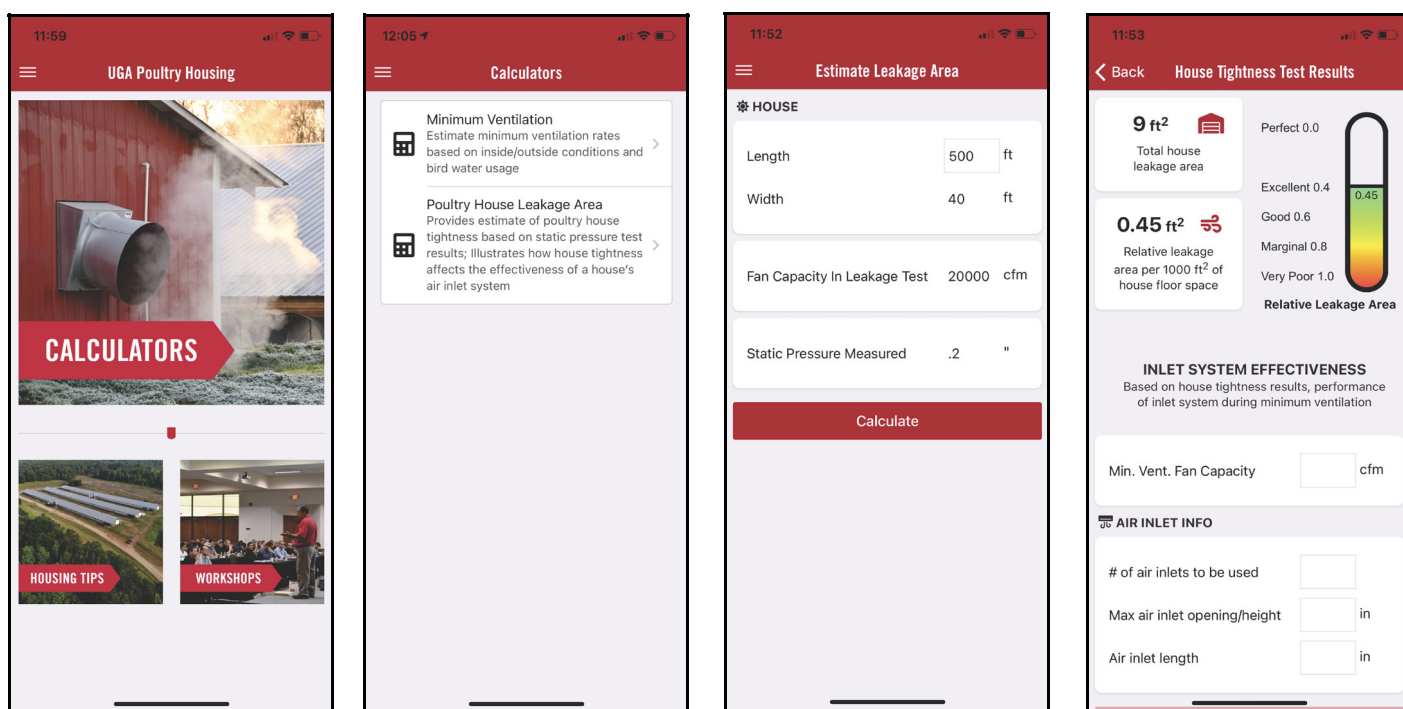 11:59
UGA Poultry Housing
CALCULATORS
HOUSING TIPS
WORKSHOPS
12:05
Calculators
Minimum Ventilation
Estimate minimum ventilation rates
based on inside/outside conditions and
bird water usage
Poultry House Leakage Area
Provides estimate of poultry house
tightness based on static pressure test
results; Illustrates how house tightness
affects the effectiveness of a house's
air inlet system
11:52
Estimate Leakage Area
HOUSE
Length 500 ft
Width 40 ft
Fan Capacity In Leakage Test 20000 cfm
Static Pressure Measured .2 "
Calculate
11:53
Back House Tightness Test Results
9 ft²
Total house
leakage area
0.45 ft²
Relative leakage
area per 1000 ft² of
house floor space
Perfect 0.0
Excellent 0.4
0.45
Good 0.6
Marginal 0.8
Very Poor 1.0
Relative Leakage Area
INLET SYSTEM EFFECTIVENESS
Based on house tightness results, performance
of inlet system during minimum ventilation
Min. Vent. Fan Capacity cfm
AIR INLET INFO
# of air inlets to be used
Max air inlet opening/height in
Air inlet length in